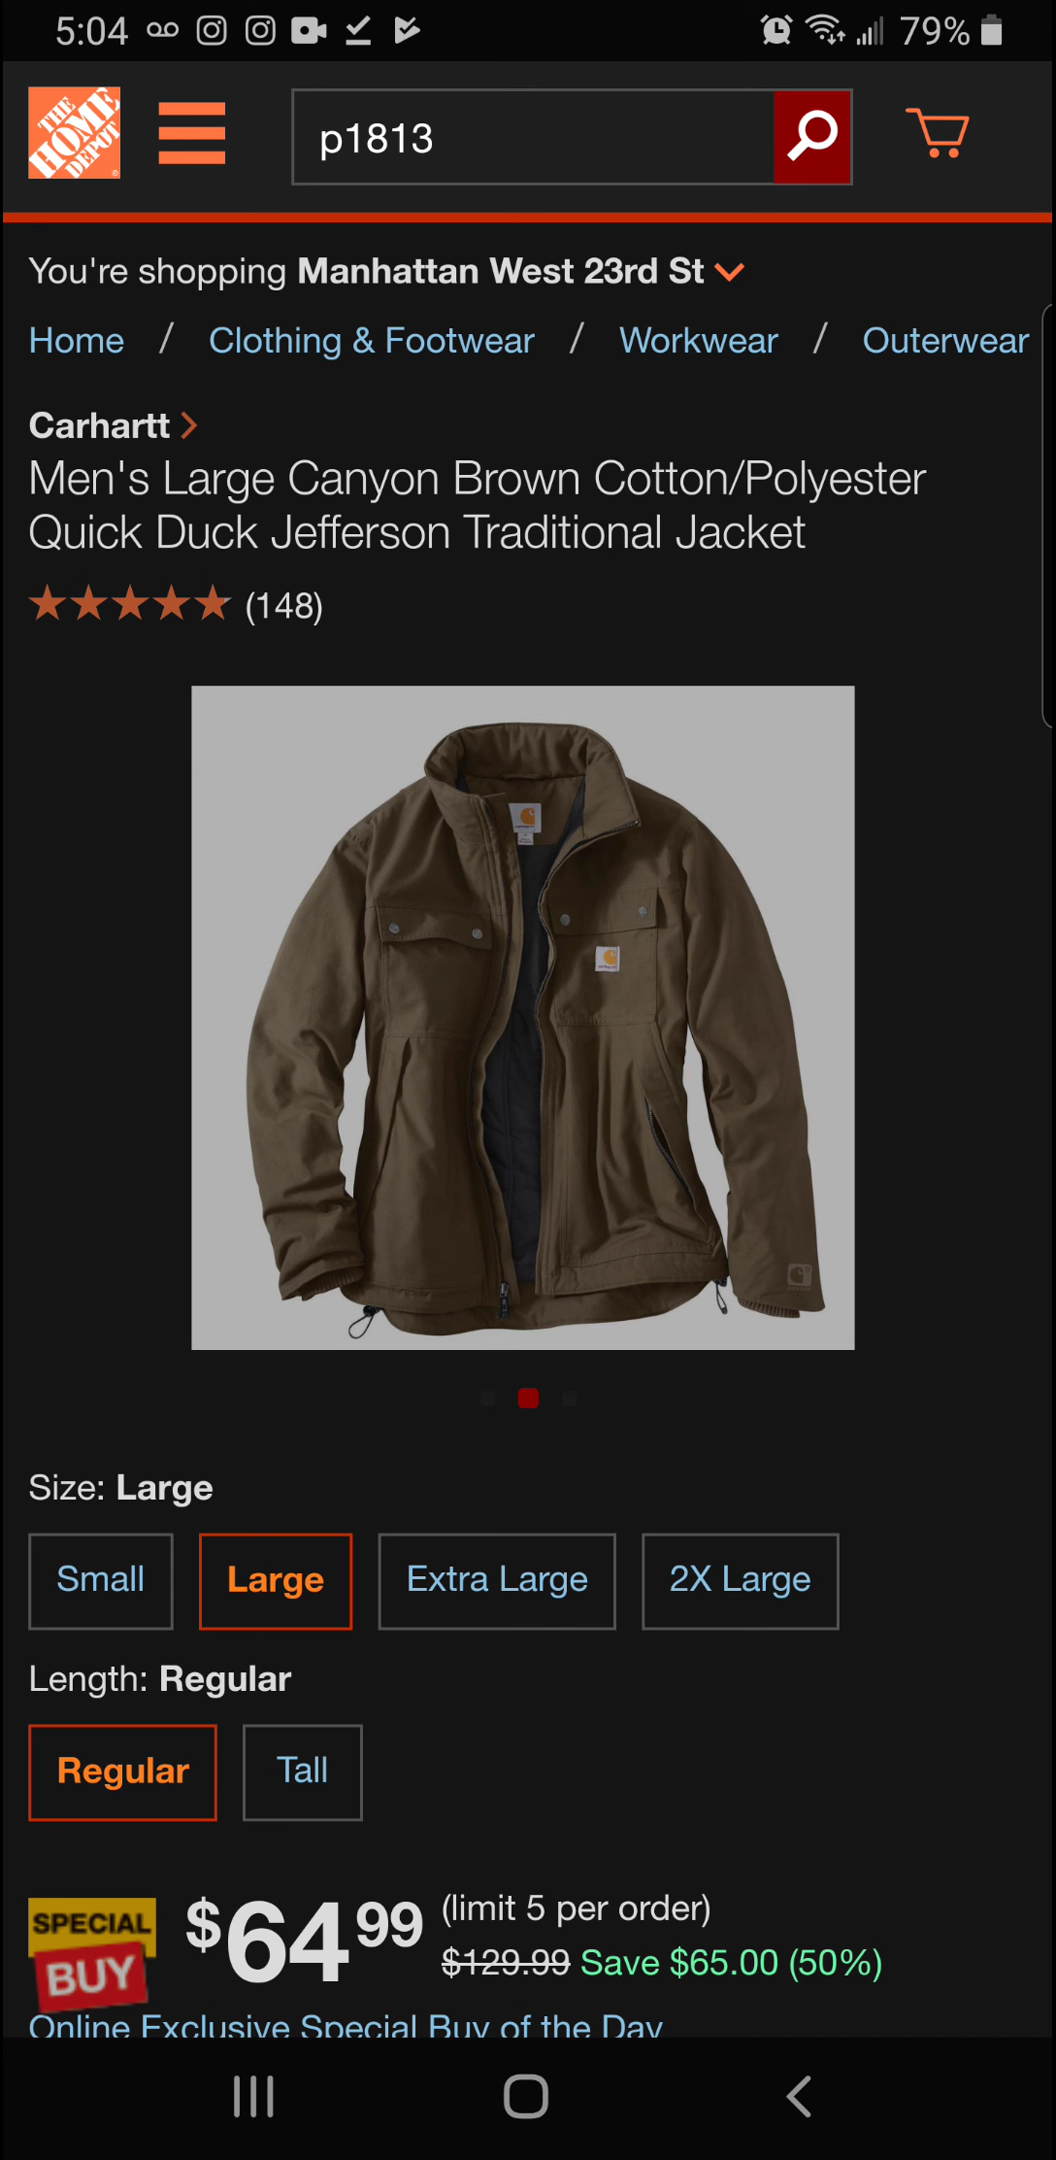 5:04 79%
THE HOME DEPOT
p1813
You're shopping Manhattan West 23rd St
Home / Clothing & Footwear / Workwear / Outerwear
Carhartt
Men's Large Canyon Brown Cotton/Polyester
Quick Duck Jefferson Traditional Jacket
(148)
Size: Large
Small Large Extra Large 2X Large
Length: Regular
Regular Tall
SPECIAL BUY
$64.99 (limit 5 per order)
$129.99 Save $65.00 (50%)
Online Exclusive Special Buy of the Day